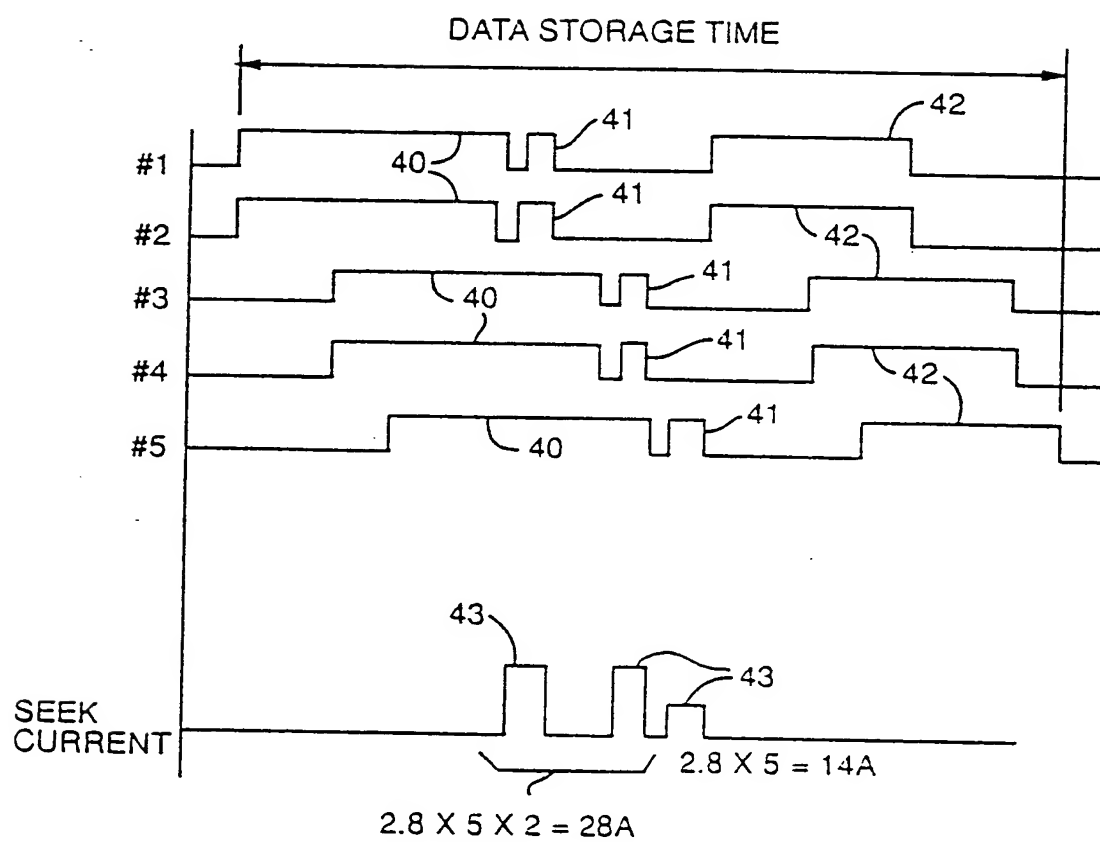 DATA STORAGE TIME
#1 40 41 42
#2 41 42
#3 40 41
#4 41 42
#5 40 41
43 43
SEEK
CURRENT
2.8 X 5 = 14A
2.8 X 5 X 2 = 28A